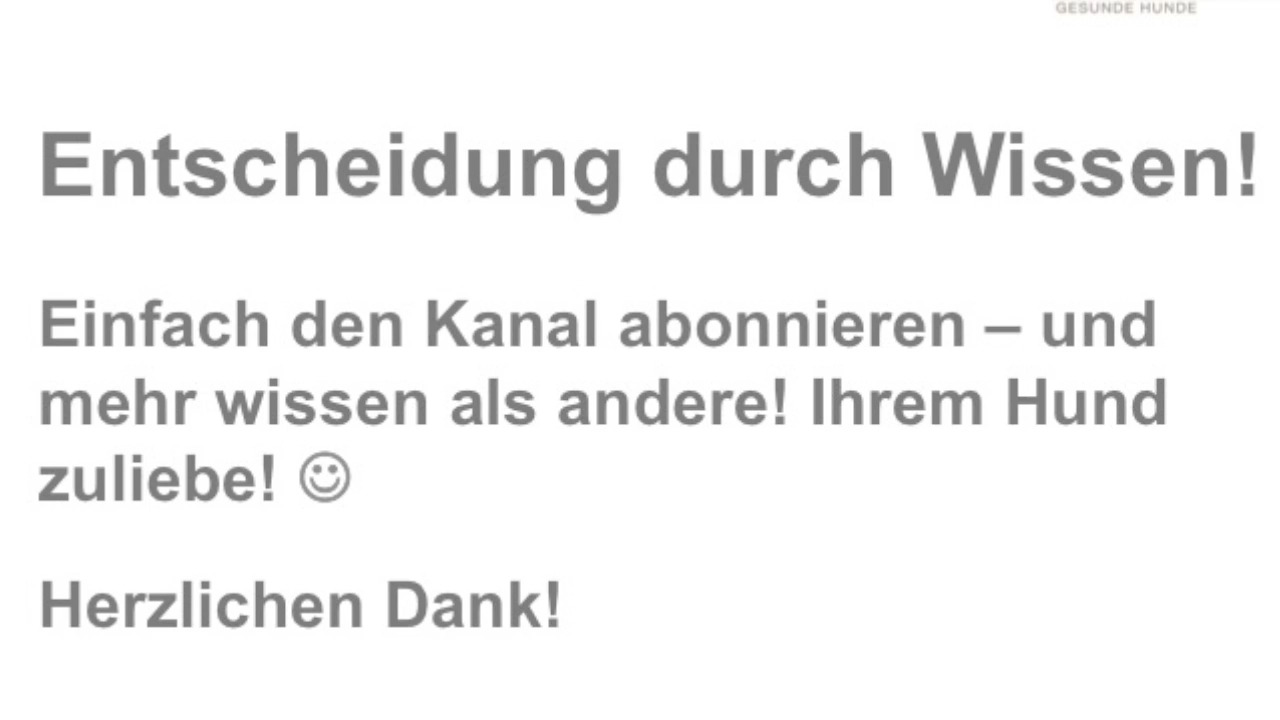 GESUNDE HUNDE
Entscheidung durch Wissen!
Einfach den Kanal abonnieren – und
mehr wissen als andere! Ihrem Hund
zuliebe! ☺
Herzlichen Dank!